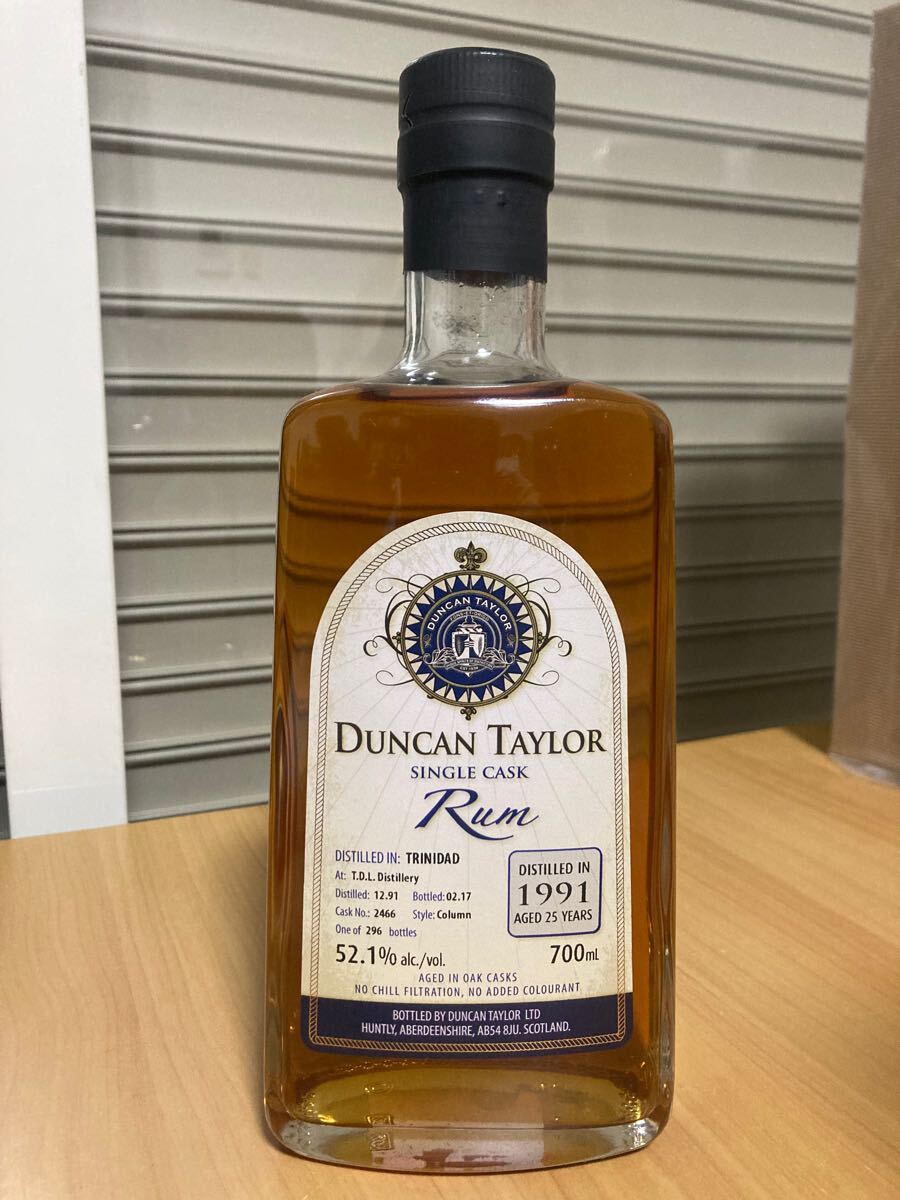 DUNCAN TAYLOR
DUNCAN TAYLOR
SINGLE CASK
Rum
DISTILLED IN: TRINIDAD
At: T.D.L. Distillery
Distilled: 12.91 Bottled: 02.17
Cask No.: 2466 Style: Column
One of 296 bottles
DISTILLED IN
1991
AGED 25 YEARS
52.1% alc./vol.
700mL
AGED IN OAK CASKS
NO CHILL FILTRATION, NO ADDED COLOURANT
BOTTLED BY DUNCAN TAYLOR LTD
HUNTLY, ABERDEENSHIRE, AB54 8JU. SCOTLAND.